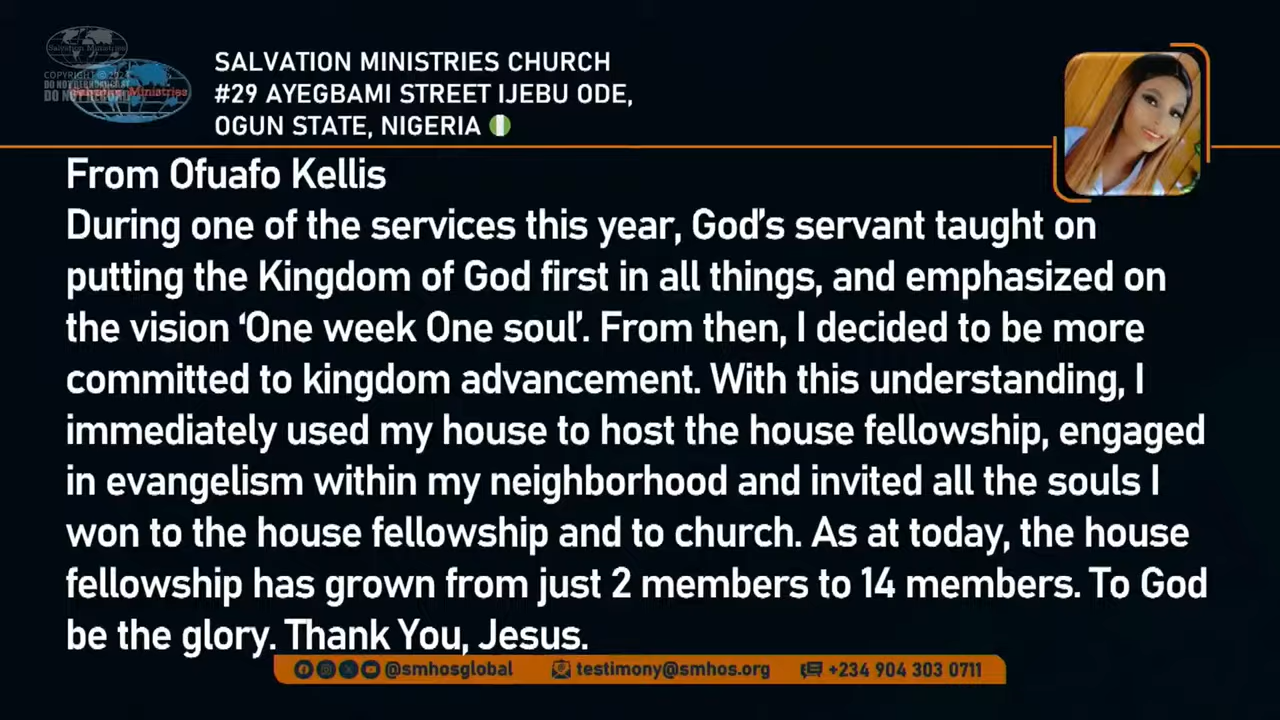 Salvation Ministries
COPYRIGHT © 2024
Salvation Ministries
SALVATION MINISTRIES CHURCH
#29 AYEGBAMI STREET IJEBU ODE,
OGUN STATE, NIGERIA
From Ofuafo Kellis
During one of the services this year, God's servant taught on
putting the Kingdom of God first in all things, and emphasized on
the vision ‘One week One soul’. From then, I decided to be more
committed to kingdom advancement. With this understanding, I
immediately used my house to host the house fellowship, engaged
in evangelism within my neighborhood and invited all the souls I
won to the house fellowship and to church. As at today, the house
fellowship has grown from just 2 members to 14 members. To God
be the glory. Thank You, Jesus.
@smhosglobal testimony@smhos.org +234 904 303 0711